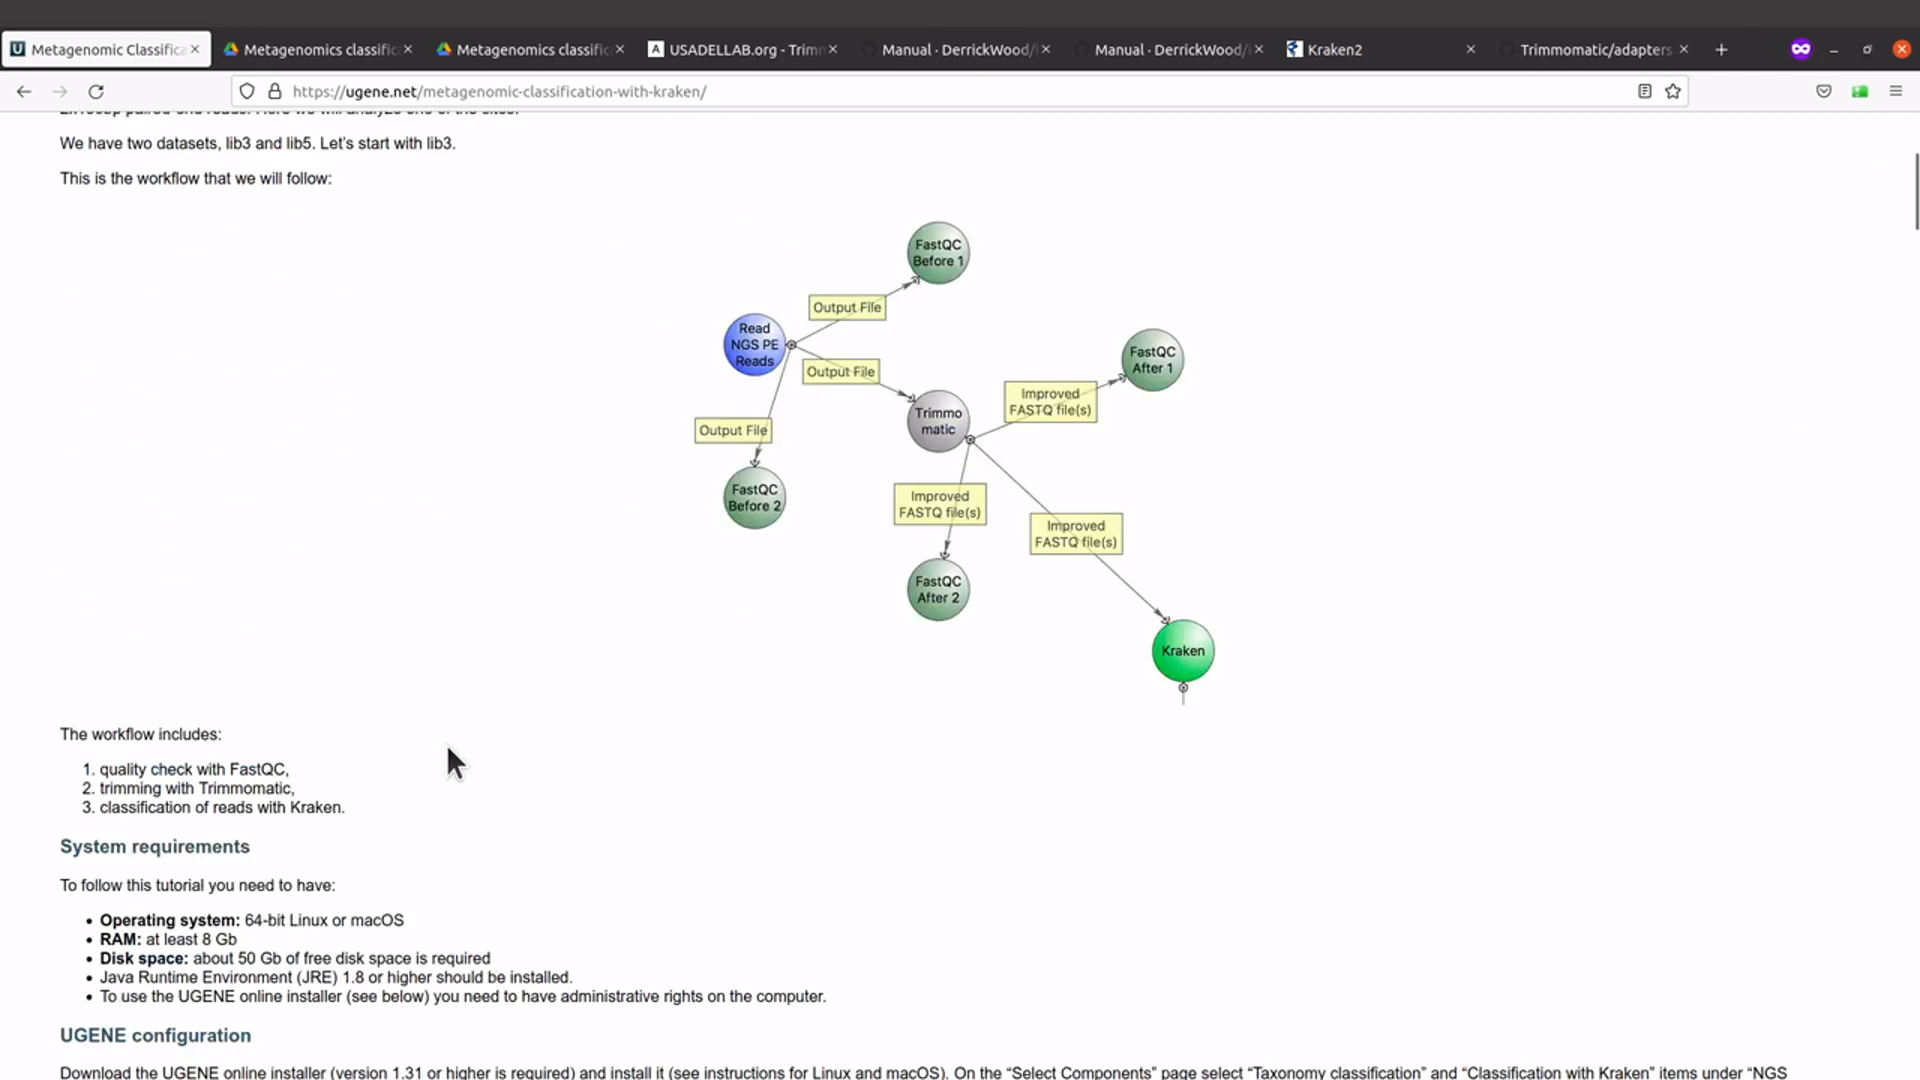 Metagenomic Classifica
Metagenomics classific
Metagenomics classific
USADELLAB.org - Trimm
Manual · DerrickWood/
Manual · DerrickWood/
Kraken2
Trimmomatic/adapters
https://ugene.net/metagenomic-classification-with-kraken/
We have two datasets, lib3 and lib5. Let's start with lib3.
This is the workflow that we will follow:
FastQC
Before 1
Output File
Read
NGS PE
Reads
Output File
FastQC
After 1
Improved
FASTQ file(s)
Trimmo
matic
Output File
FastQC
Before 2
Improved
FASTQ file(s)
Improved
FASTQ file(s)
FastQC
After 2
Kraken
The workflow includes:
1. quality check with FastQC,
2. trimming with Trimmomatic,
3. classification of reads with Kraken.
System requirements
To follow this tutorial you need to have:
• Operating system: 64-bit Linux or macOS
• RAM: at least 8 Gb
• Disk space: about 50 Gb of free disk space is required
• Java Runtime Environment (JRE) 1.8 or higher should be installed.
• To use the UGENE online installer (see below) you need to have administrative rights on the computer.
UGENE configuration
Download the UGENE online installer (version 1.31 or higher is required) and install it (see instructions for Linux and macOS). On the "Select Components" page select "Taxonomy classification" and "Classification with Kraken" items under "NGS